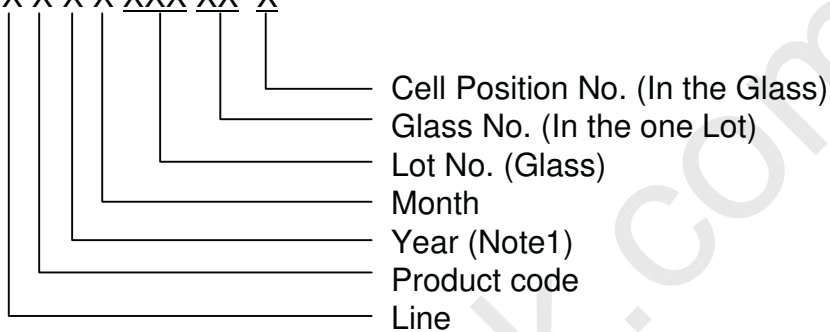 X X X X XXX XX X
Cell Position No. (In the Glass)
Glass No. (In the one Lot)
Lot No. (Glass)
Month
Year (Note1)
Product code
Line